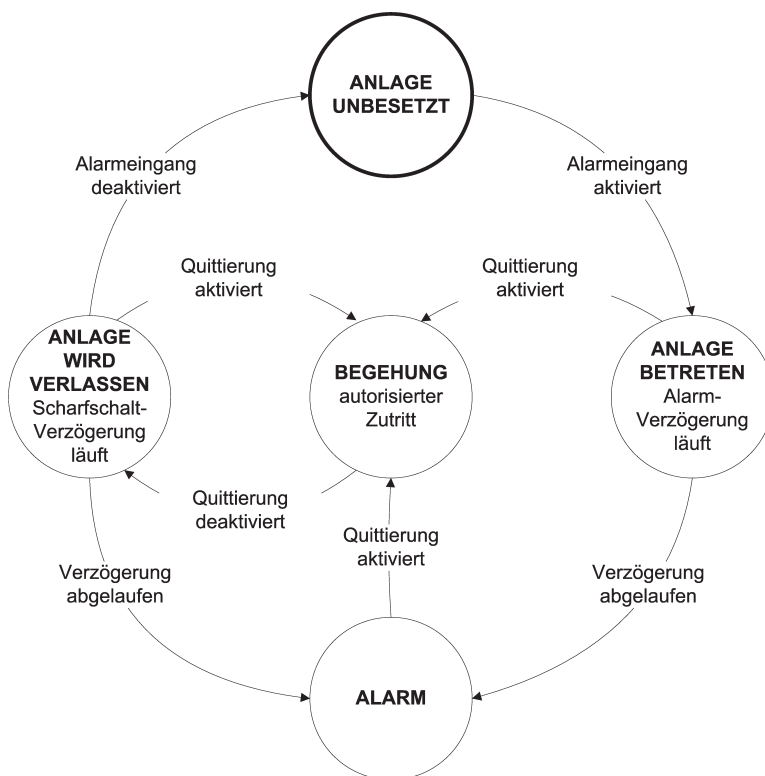 ANLAGE
UNBESETZT
Alarmeingang
deaktiviert
Alarmeingang
aktiviert
Quittierung
aktiviert
Quittierung
aktiviert
ANLAGE
WIRD
VERLASSEN
Scharfschalt-
Verzögerung
läuft
BEGEHUNG
autorisierter
Zutritt
ANLAGE
BETRETEN
Alarm-
Verzögerung
läuft
Quittierung
deaktiviert
Quittierung
aktiviert
Verzögerung
abgelaufen
Verzögerung
abgelaufen
ALARM